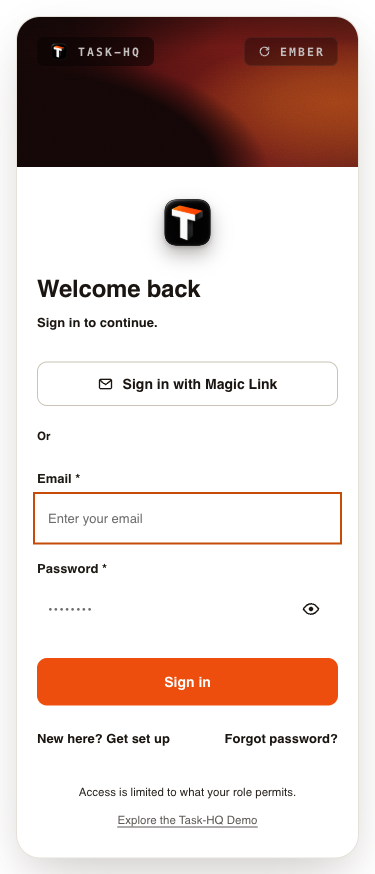 TASK-HQ
EMBER
T
Welcome back
Sign in to continue.
Sign in with Magic Link
Or
Email *
Enter your email
Password *
••••••••
Sign in
New here? Get set up
Forgot password?
Access is limited to what your role permits.
Explore the Task-HQ Demo